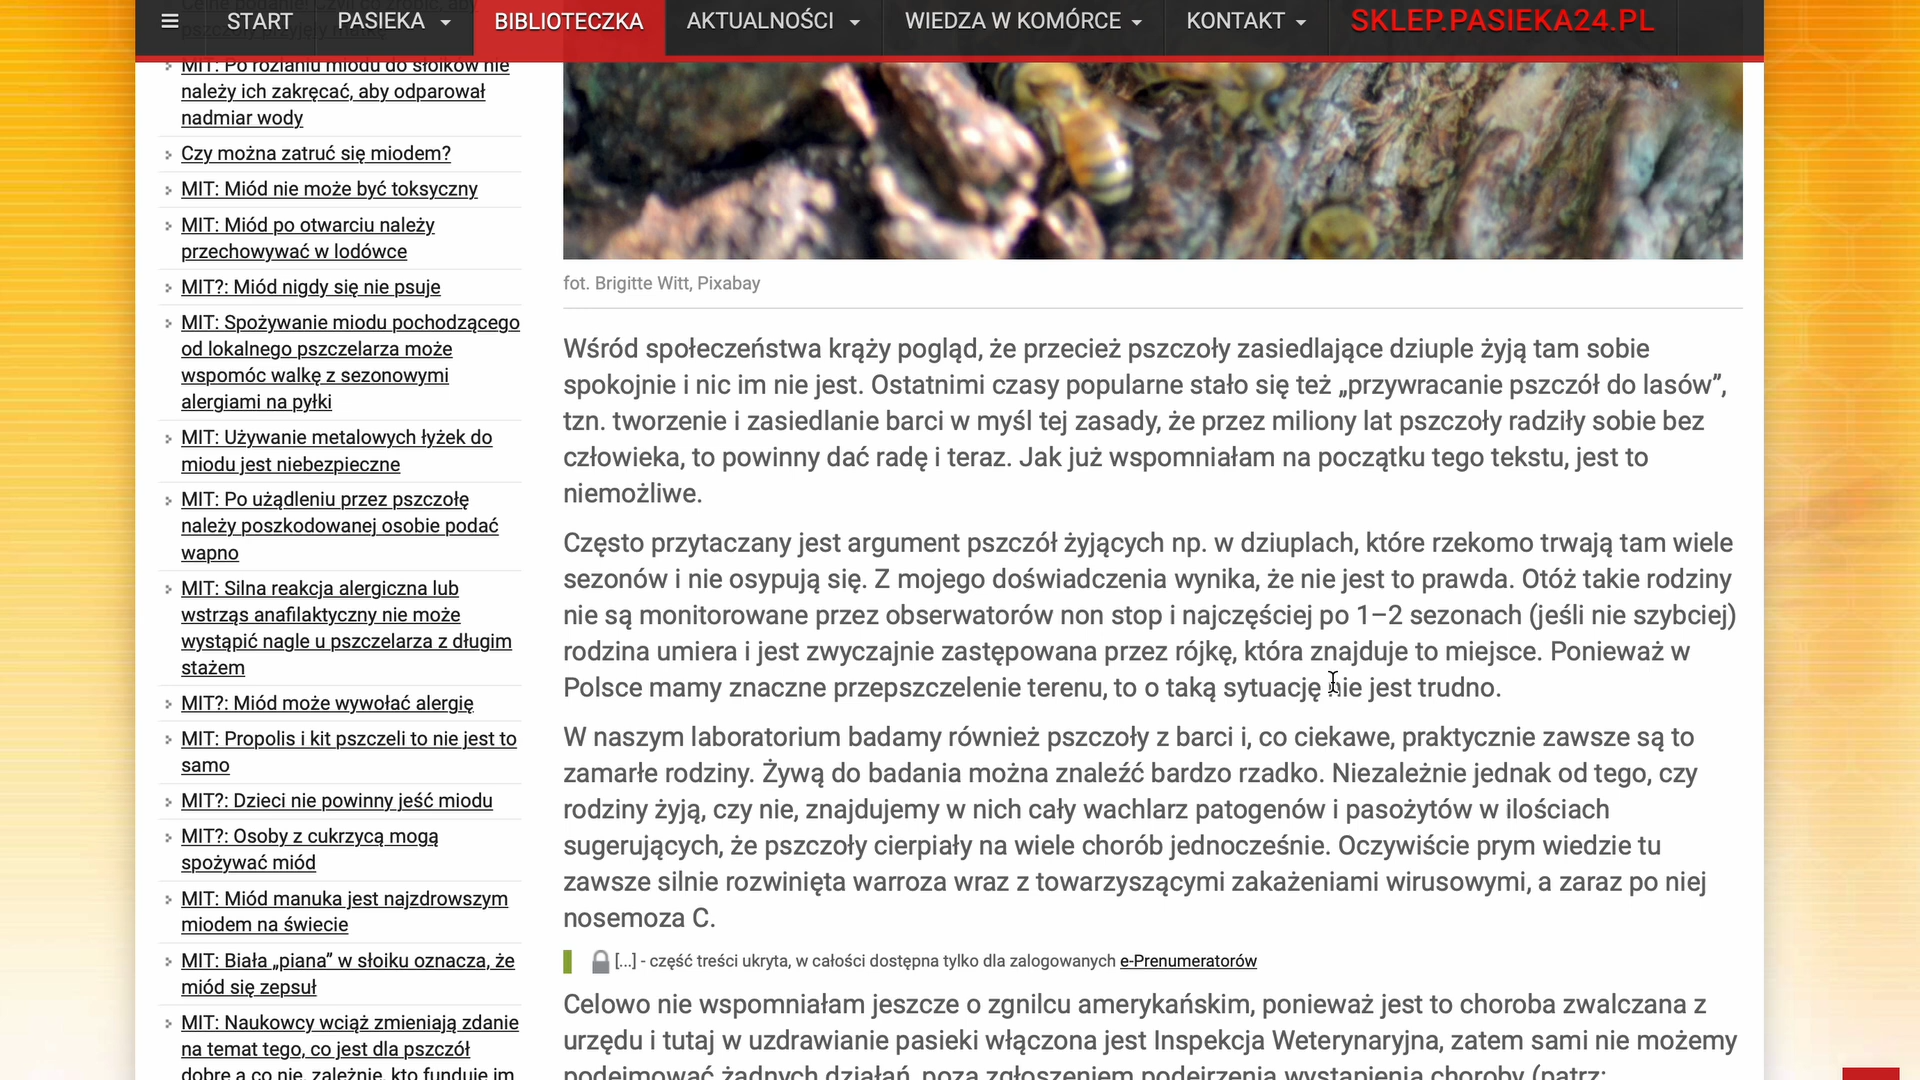 START
PASIEKA
BIBLIOTECZKA
AKTUALNOŚCI
WIEDZA W KOMÓRCE
KONTAKT
SKLEP.PASIEKA24.PL
MIT: Po rozlaniu miodu do słoików nie
należy ich zakręcać, aby odparował
nadmiar wody
Czy można zatruć się miodem?
MIT: Miód nie może być toksyczny
MIT: Miód po otwarciu należy
przechowywać w lodówce
MIT?: Miód nigdy się nie psuje
MIT: Spożywanie miodu pochodzącego
od lokalnego pszczelarza może
wspomóc walkę z sezonowymi
alergiami na pyłki
MIT: Używanie metalowych łyżek do
miodu jest niebezpieczne
MIT: Po użądleniu przez pszczołę
należy poszkodowanej osobie podać
wapno
MIT: Silna reakcja alergiczna lub
wstrząs anafilaktyczny nie może
wystąpić nagle u pszczelarza z długim
stażem
MIT?: Miód może wywołać alergię
MIT: Propolis i kit pszczeli to nie jest to
samo
MIT?: Dzieci nie powinny jeść miodu
MIT?: Osoby z cukrzycą mogą
spożywać miód
MIT: Miód manuka jest najzdrowszym
miodem na świecie
MIT: Biała „piana” w słoiku oznacza, że
miód się zepsuł
MIT: Naukowcy wciąż zmieniają zdanie
na temat tego, co jest dla pszczół
dobre a co nie, zależnie, kto funduje im
fot. Brigitte Witt, Pixabay
Wśród społeczeństwa krąży pogląd, że przecież pszczoły zasiedlające dziuple żyją tam sobie
spokojnie i nic im nie jest. Ostatnimi czasy popularne stało się też „przywracanie pszczół do lasów”,
tzn. tworzenie i zasiedlanie barci w myśl tej zasady, że przez miliony lat pszczoły radziły sobie bez
człowieka, to powinny dać radę i teraz. Jak już wspomniałam na początku tego tekstu, jest to
niemożliwe.
Często przytaczany jest argument pszczół żyjących np. w dziuplach, które rzekomo trwają tam wiele
sezonów i nie osypują się. Z mojego doświadczenia wynika, że nie jest to prawda. Otóż takie rodziny
nie są monitorowane przez obserwatorów non stop i najczęściej po 1–2 sezonach (jeśli nie szybciej)
rodzina umiera i jest zwyczajnie zastępowana przez rójkę, która znajduje to miejsce. Ponieważ w
Polsce mamy znaczne przepszczelenie terenu, to o taką sytuację nie jest trudno.
W naszym laboratorium badamy również pszczoły z barci i, co ciekawe, praktycznie zawsze są to
zamarłe rodziny. Żywą do badania można znaleźć bardzo rzadko. Niezależnie jednak od tego, czy
rodziny żyją, czy nie, znajdujemy w nich cały wachlarz patogenów i pasożytów w ilościach
sugerujących, że pszczoły cierpiały na wiele chorób jednocześnie. Oczywiście prym wiedzie tu
zawsze silnie rozwinięta warroza wraz z towarzyszącymi zakażeniami wirusowymi, a zaraz po niej
nosemoza C.
[...] - część treści ukryta, w całości dostępna tylko dla zalogowanych e-Prenumeratorów
Celowo nie wspomniałam jeszcze o zgnilcu amerykańskim, ponieważ jest to choroba zwalczana z
urzędu i tutaj w uzdrawianie pasieki włączona jest Inspekcja Weterynaryjna, zatem sami nie możemy
podejmować żadnych działań, poza zgłoszeniem podejrzenia wystąpienia choroby (patrz: